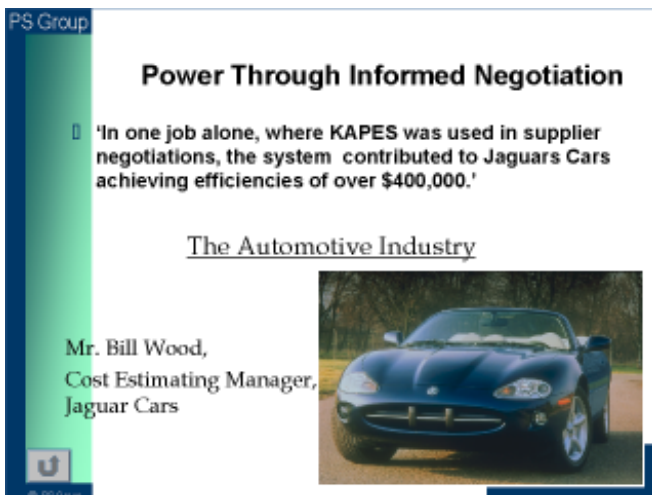 PS Group
Power Through Informed Negotiation
'In one job alone, where KAPES was used in supplier
negotiations, the system contributed to Jaguars Cars
achieving efficiencies of over $400,000.'
The Automotive Industry
Mr. Bill Wood,
Cost Estimating Manager,
Jaguar Cars